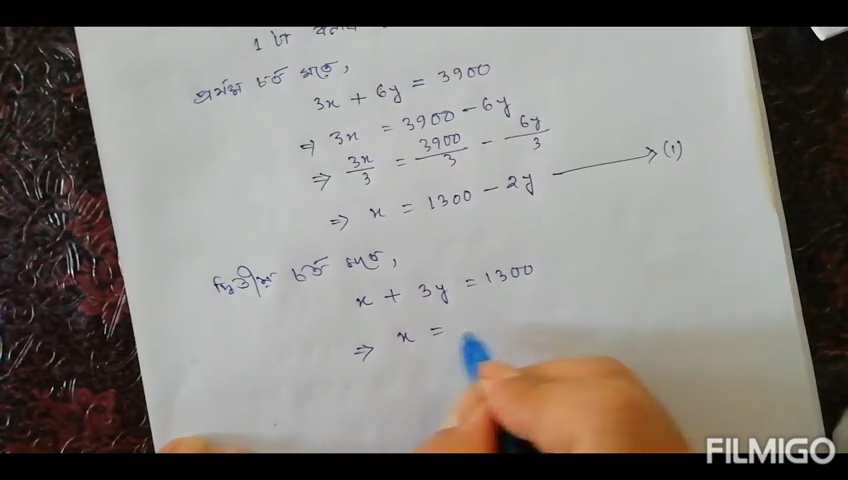 1 টা
প্ৰথম চৰ্ত মতে,
3x + 6y = 3900
⇒ 3x = 3900 − 6y
⇒ 3x/3 = 3900/3 − 6y/3
⇒ x = 1300 − 2y ⟶ (1)
দ্বিতীয় চৰ্ত মতে,
x + 3y = 1300
⇒ x =
FILMIGO